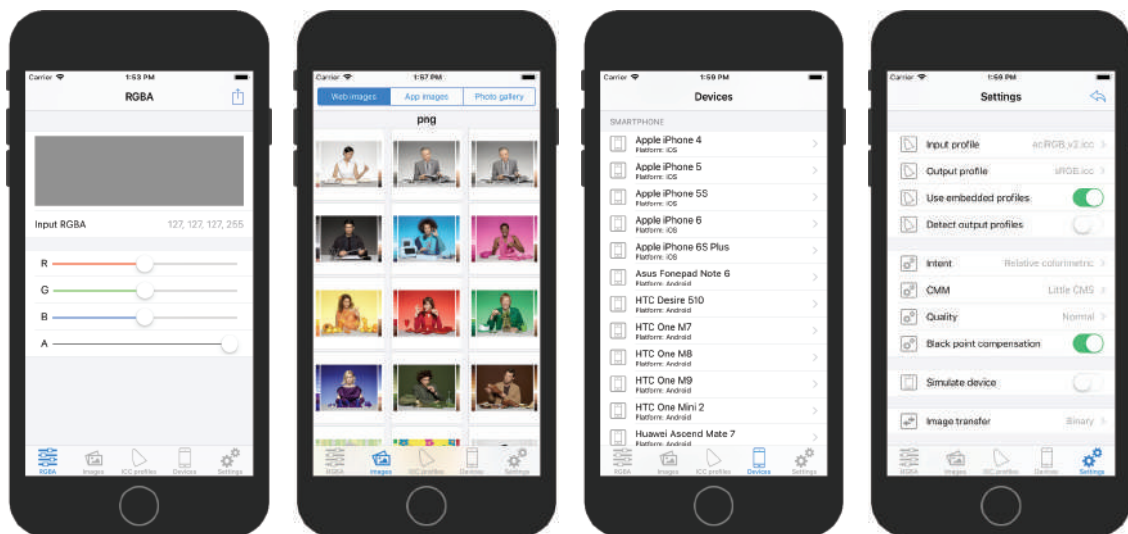 Carrier 1:53 PM
RGBA
Input RGBA 127, 127, 127, 255
R
G
B
A
RGBA Images ICC profiles Devices Settings
Carrier 1:57 PM
Web images App images Photo gallery
png
RGBA Images ICC profiles Devices Settings
Carrier 1:59 PM
Devices
SMARTPHONE
Apple iPhone 4
Platform: iOS
Apple iPhone 5
Platform: iOS
Apple iPhone 5S
Platform: iOS
Apple iPhone 6
Platform: iOS
Apple iPhone 6S Plus
Platform: iOS
Asus Fonepad Note 6
Platform: Android
HTC Desire 510
Platform: Android
HTC One M7
Platform: Android
HTC One M8
Platform: Android
HTC One M9
Platform: Android
HTC One Mini 2
Platform: Android
Huawei Ascend Mate 7
Platform: Android
RGBA Images ICC profiles Devices Settings
Carrier 1:59 PM
Settings
Input profile
Output profile sRGB.icc
Use embedded profiles
Detect output profiles
Intent Relative colorimetric
CMM Little CMS
Quality Normal
Black point compensation
Simulate device
Image transfer Binary
RGBA Images ICC profiles Devices Settings